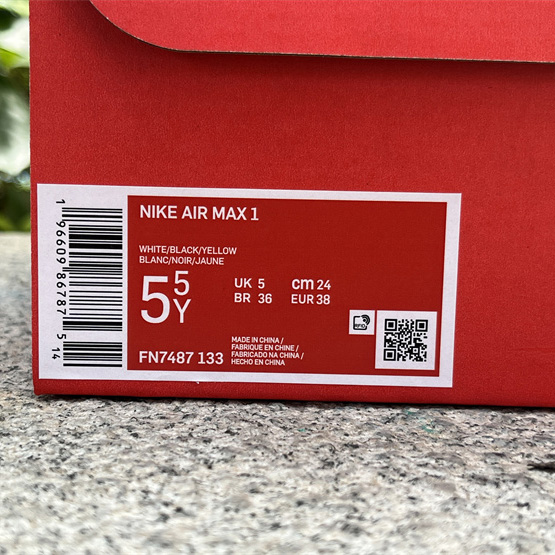 NIKE AIR MAX 1
WHITE/BLACK/YELLOW
BLANC/NOIR/JAUNE
5 5 Y
UK 5 cm 24
BR 36 EUR 38
FN7487 133
MADE IN CHINA /
FABRIQUE EN CHINE /
FABRICADO NA CHINA /
HECHO EN CHINA
RFID
1 96609 86787 5 14